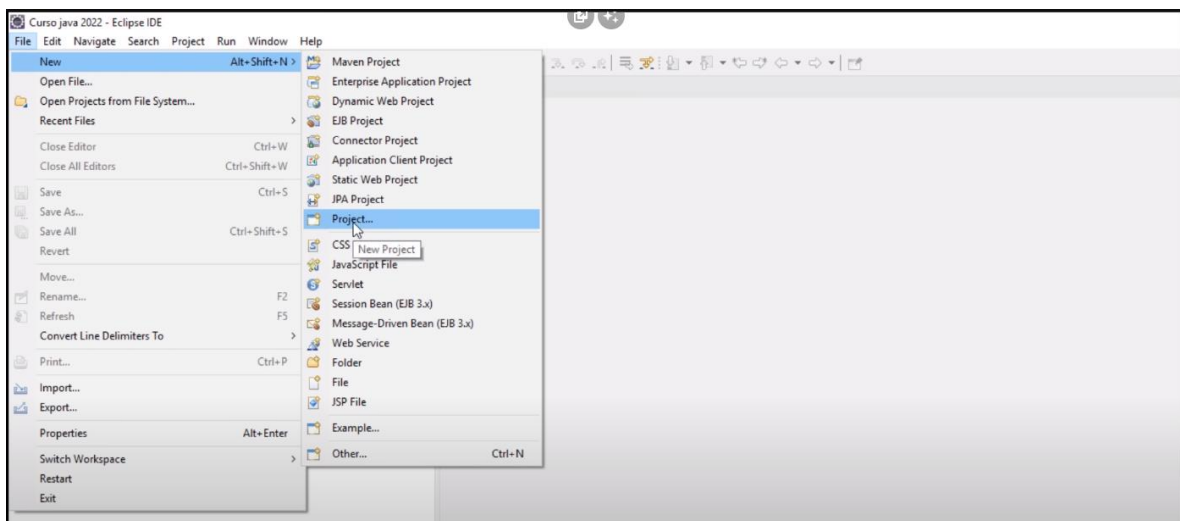 Curso java 2022 - Eclipse IDE
File Edit Navigate Search Project Run Window Help
New Alt+Shift+N >
Open File...
Open Projects from File System...
Recent Files >
Close Editor Ctrl+W
Close All Editors Ctrl+Shift+W
Save Ctrl+S
Save As...
Save All Ctrl+Shift+S
Revert
Move...
Rename... F2
Refresh F5
Convert Line Delimiters To >
Print... Ctrl+P
Import...
Export...
Properties Alt+Enter
Switch Workspace >
Restart
Exit
Maven Project
Enterprise Application Project
Dynamic Web Project
EJB Project
Connector Project
Application Client Project
Static Web Project
JPA Project
Project...
CSS
New Project
JavaScript File
Servlet
Session Bean (EJB 3.x)
Message-Driven Bean (EJB 3.x)
Web Service
Folder
File
JSP File
Example...
Other... Ctrl+N